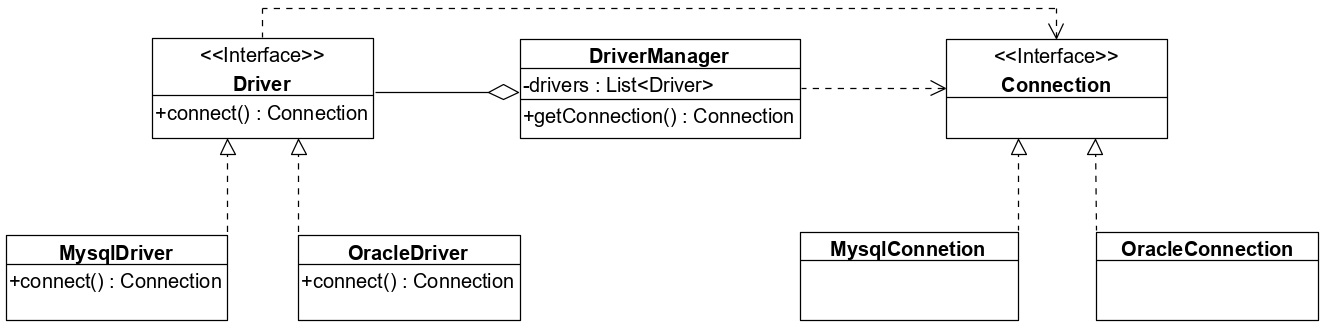 <<Interface>>
Driver
+connect() : Connection
DriverManager
-drivers : List<Driver>
+getConnection() : Connection
<<Interface>>
Connection
MysqlDriver
+connect() : Connection
OracleDriver
+connect() : Connection
MysqlConnetion
OracleConnection